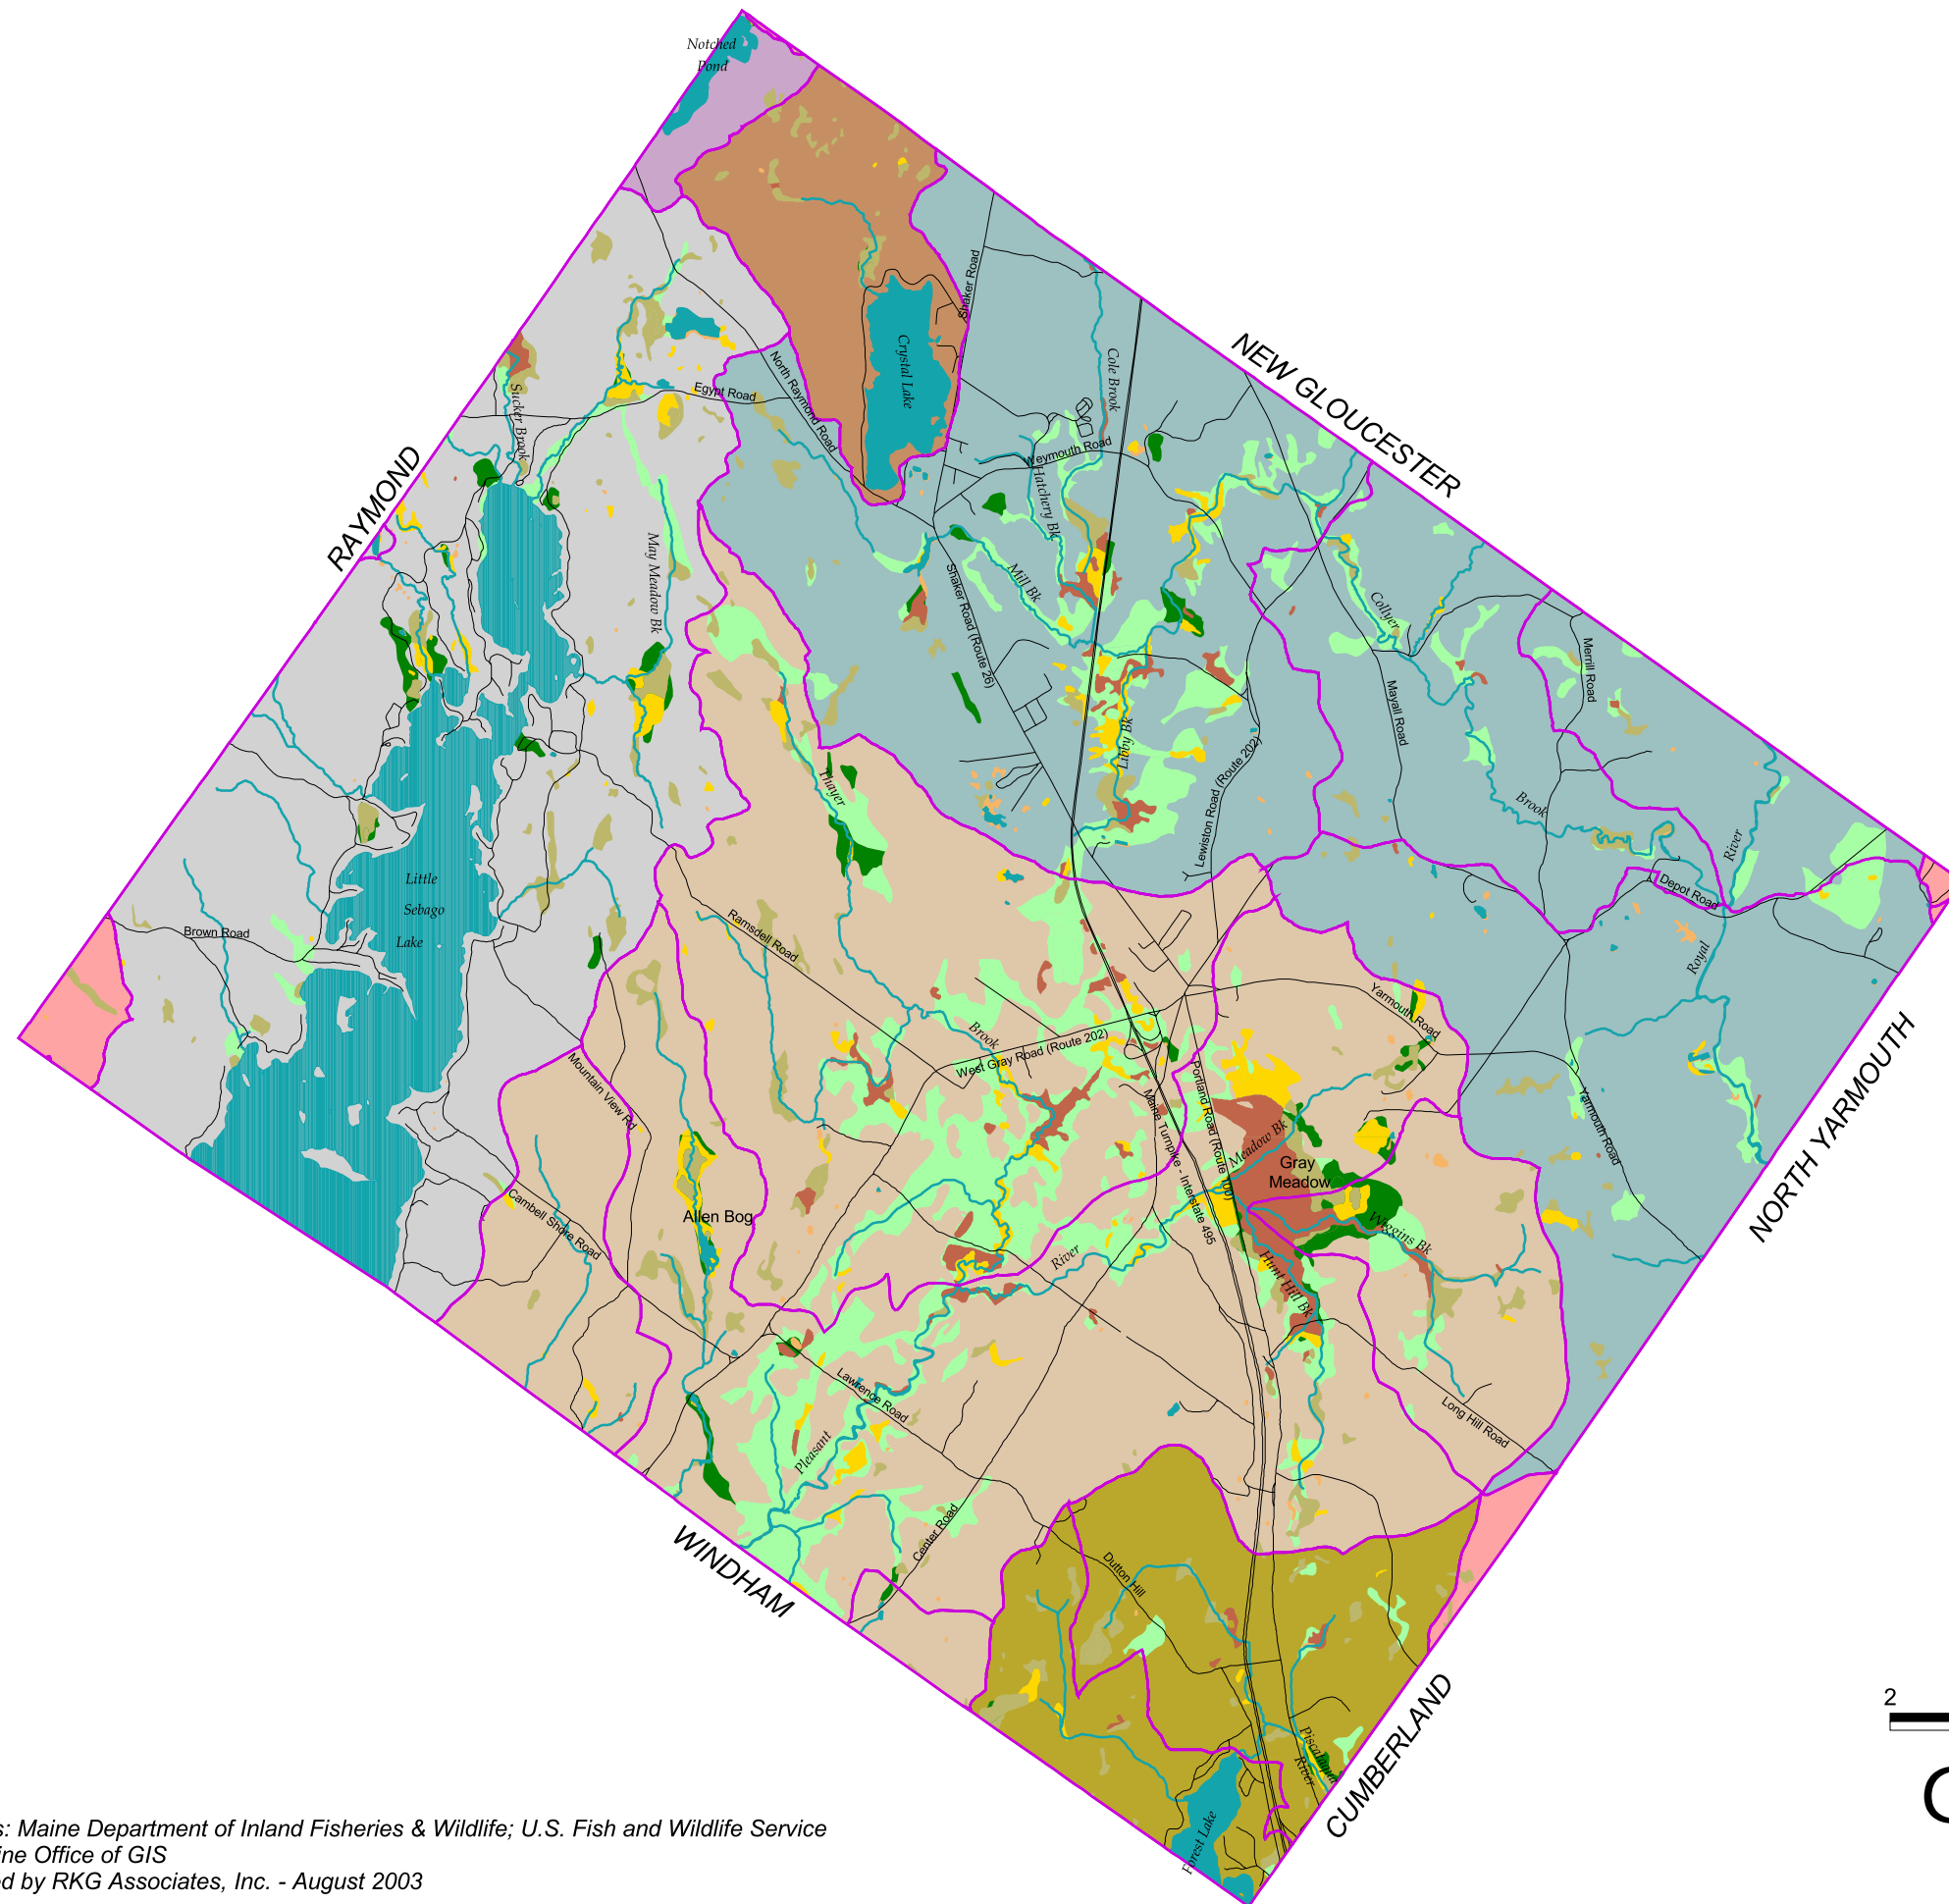 Notched
Pond
Shaker Road
Crystal Lake
Cole Brook
NEW GLOUCESTER
North Raymond Road
Egypt Road
Sucker Brook
RAYMOND
Weymouth Road
Hatchery Bk
May Meadow Bk
Mill Bk
Shaker Road (Route 26)
Collyer
Merrill Road
Mayall Road
Libby Bk
Thayer
Lewiston Road (Route 202)
Brook
River
Depot Road
Little
Sebago
Lake
Brown Road
Ramsdell Road
Royal
Yarmouth Road
Brook
West Gray Road (Route 202)
NORTH YARMOUTH
Mountain View Rd
Maine Turnpike - Interstate 495
Portland Road (Route 100)
Meadow Bk
Yarmouth Road
Gray
Meadow
Allen Bog
Cambell Shore Road
Wiggins Bk
River
Hunt Hill Bk
Lawrence Road
Long Hill Road
Pleasant
Center Road
WINDHAM
Dutton Hill
Piscataqua
River
CUMBERLAND
Forest Lake
2
s: Maine Department of Inland Fisheries & Wildlife; U.S. Fish and Wildlife Service
ine Office of GIS
ed by RKG Associates, Inc. - August 2003